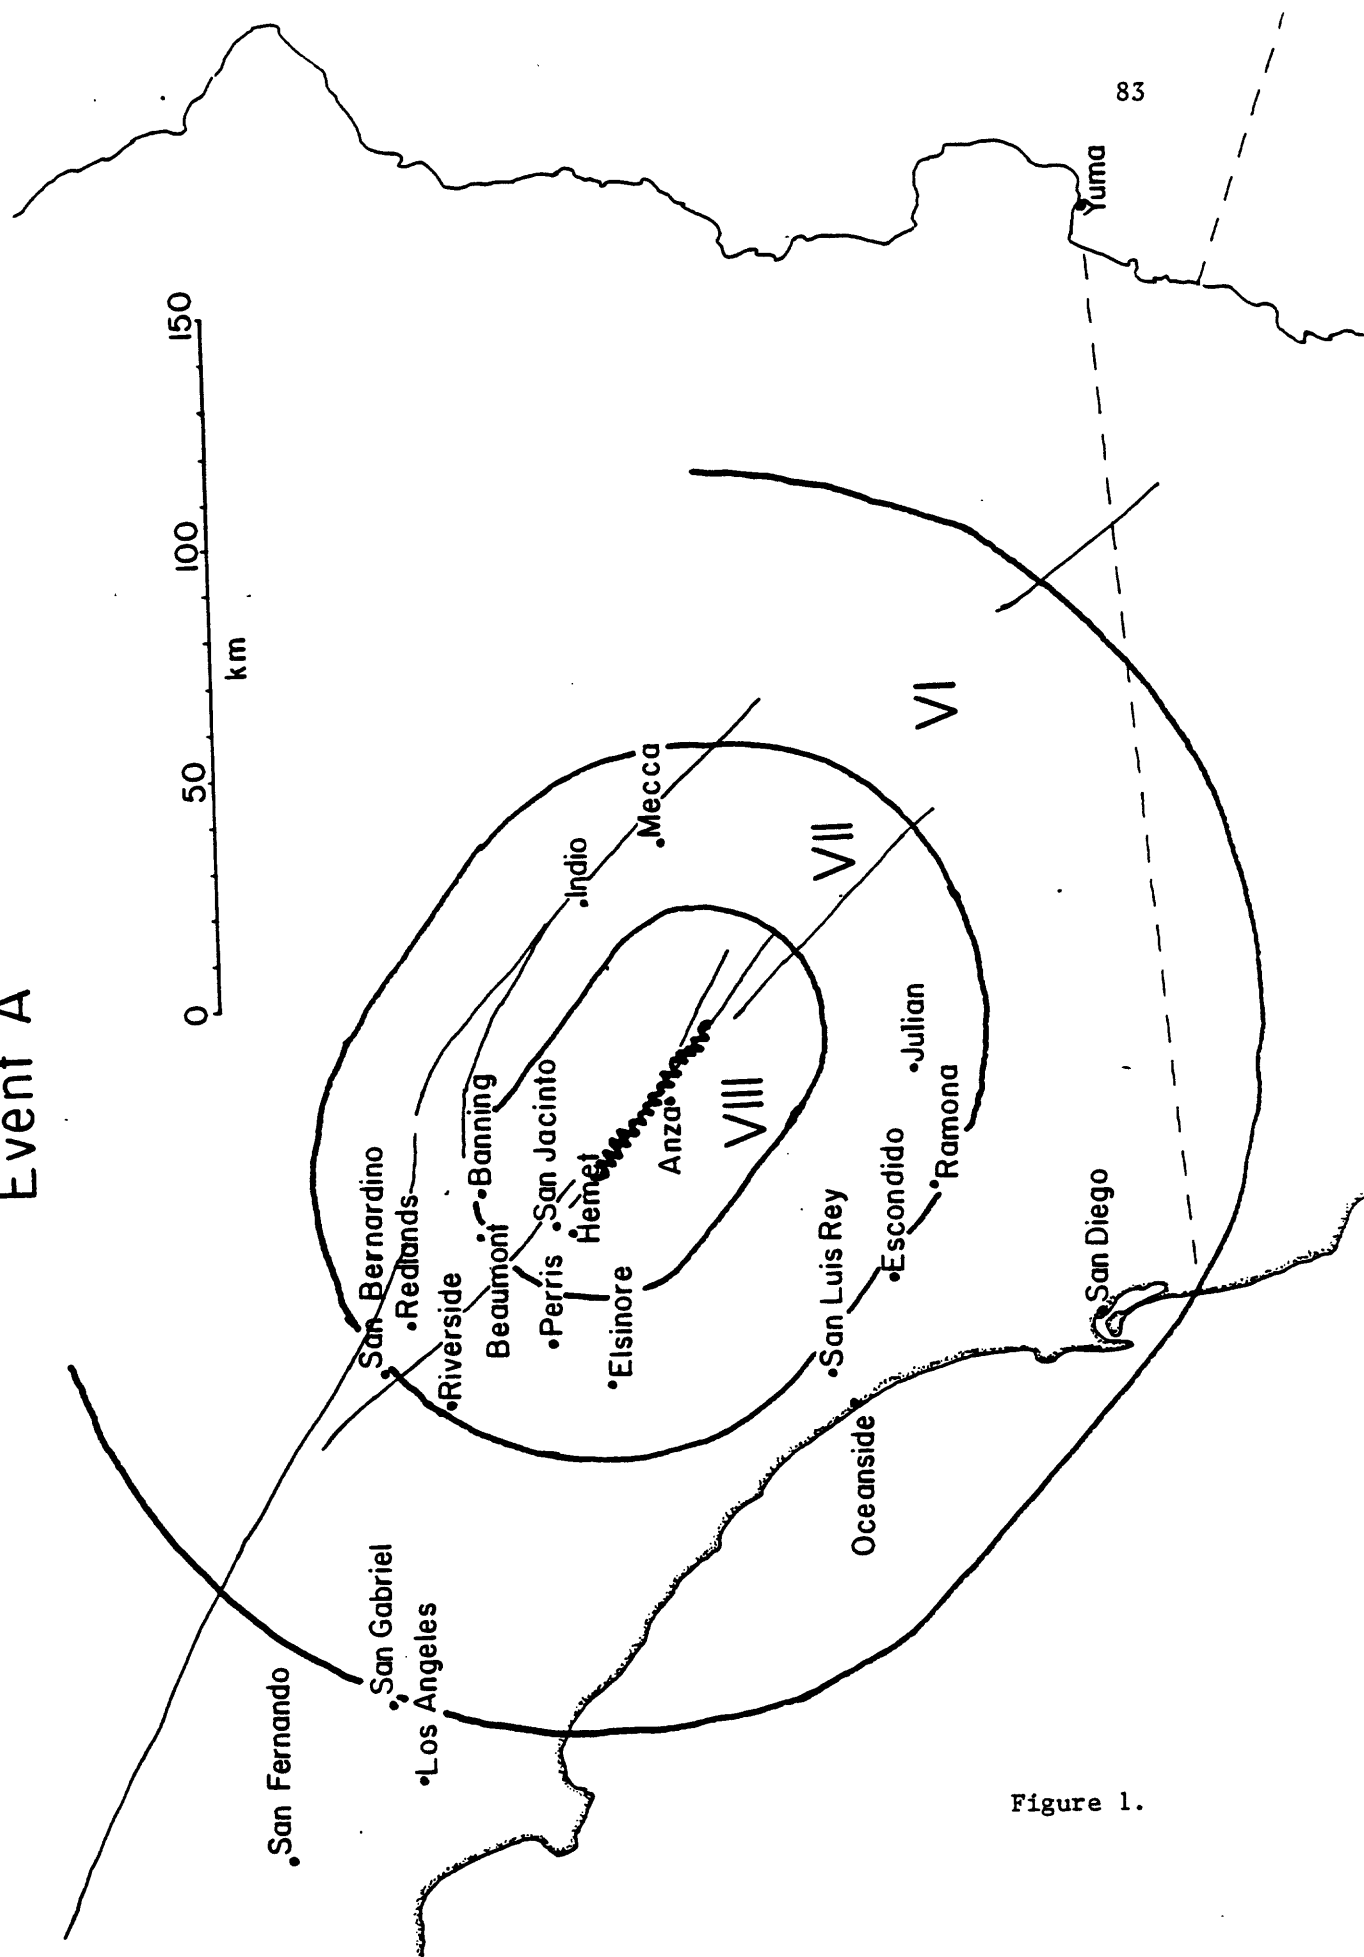 Event A
0 50 100 150
km
San Fernando
San Gabriel
Los Angeles
San Bernardino
Redlands
Riverside
Banning
Beaumont
San Jacinto
Perris
Hemet
Elsinore
Indio
Mecca
Anza
VIII
VII
VI
San Luis Rey
Oceanside
Escondido
Julian
Ramona
San Diego
Yuma
83
Figure 1.